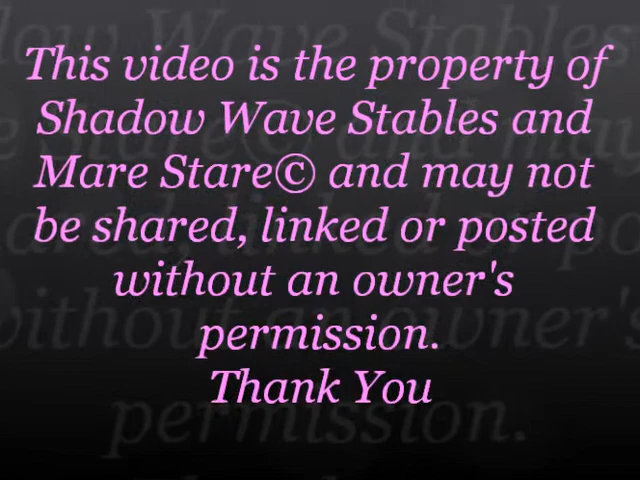 This video is the property of
Shadow Wave Stables and
Mare Stare© and may not
be shared, linked or posted
without an owner's
permission.
Thank You